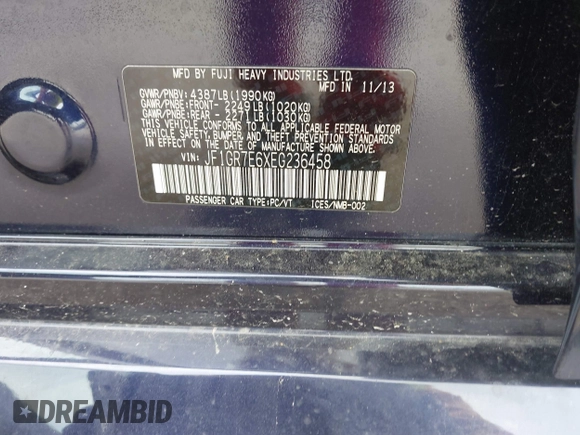 MFD BY FUJI HEAVY INDUSTRIES LTD.
MFD IN 11/13
GVWR/PNBV: 4387LB(1990KG)
GAWR/PNBE:FRONT- 2249LB(1020KG)
GAWR/PNBE:REAR - 2271LB(1030KG)
THIS VEHICLE CONFORMS TO ALL APPLICABLE FEDERAL MOTOR
VEHICLE SAFETY, BUMPER AND THEFT PREVENTION STANDARDS
IN EFFECT ON THE DATE OF MANUFACTURE SHOWN ABOVE.
VIN: JF1GR7E6XEG236458
PASSENGER CAR TYPE:PC/VT ICES/NMB-002
DREAMBID